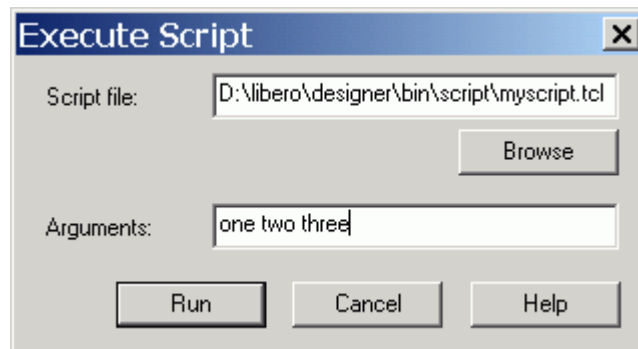 Execute Script
Script file: D:\libero\designer\bin\script\myscript.tcl
Browse
Arguments: one two three
Run Cancel Help